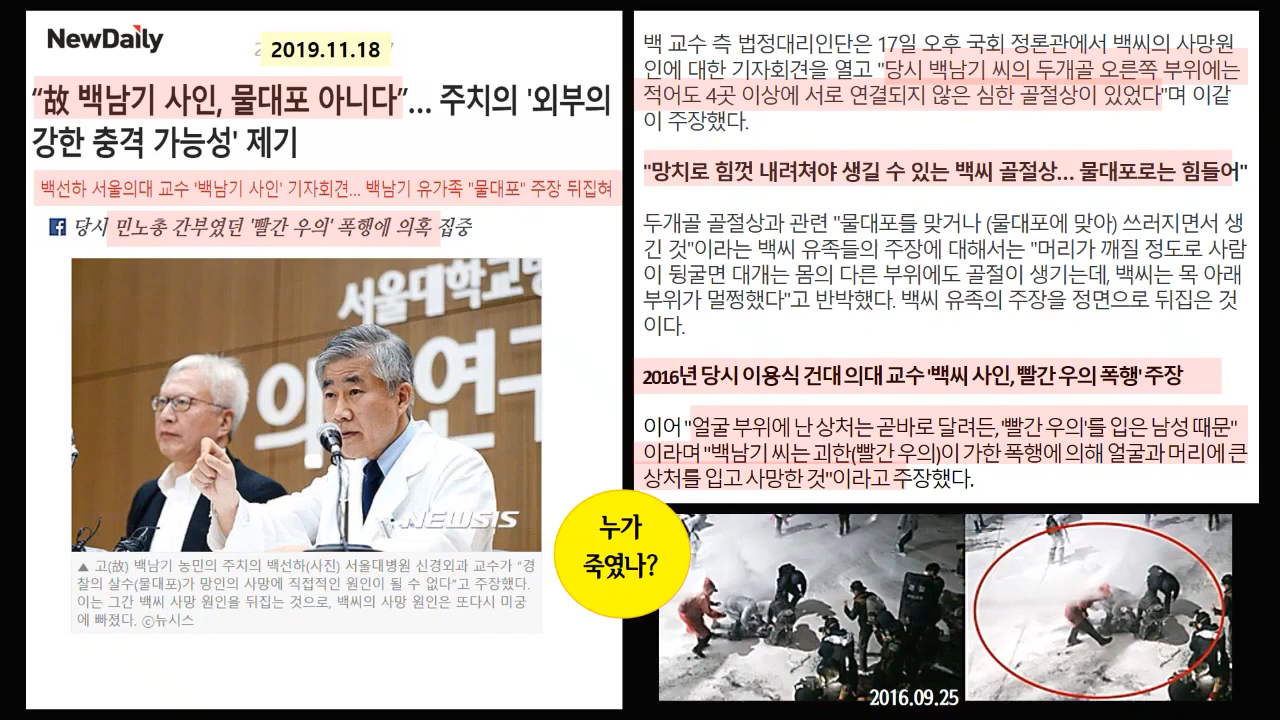 NewDaily
2019.11.18
“故 백남기 사인, 물대포 아니다”... 주치의 '외부의
강한 충격 가능성' 제기
백선하 서울의대 교수 '백남기 사인' 기자회견... 백남기 유가족 "물대포" 주장 뒤집혀
당시 민노총 간부였던 '빨간 우의' 폭행에 의혹 집중
서울대학교병
의 연구
NEWSIS
▲ 고(故) 백남기 농민의 주치의 백선하(사진) 서울대병원 신경외과 교수가 "경
찰의 살수(물대포)가 망인의 사망에 직접적인 원인이 될 수 없다"고 주장했다.
이는 그간 백씨 사망 원인을 뒤집는 것으로, 백씨의 사망 원인은 또다시 미궁
에 빠졌다. ⓒ뉴시스
백 교수 측 법정대리인단은 17일 오후 국회 정론관에서 백씨의 사망원
인에 대한 기자회견을 열고 "당시 백남기 씨의 두개골 오른쪽 부위에는
적어도 4곳 이상에 서로 연결되지 않은 심한 골절상이 있었다"며 이같
이 주장했다.
"망치로 힘껏 내려쳐야 생길 수 있는 백씨 골절상... 물대포로는 힘들어"
두개골 골절상과 관련 "물대포를 맞거나 (물대포에 맞아) 쓰러지면서 생
긴 것"이라는 백씨 유족들의 주장에 대해서는 "머리가 깨질 정도로 사람
이 뒹굴면 대개는 몸의 다른 부위에도 골절이 생기는데, 백씨는 목 아래
부위가 멀쩡했다"고 반박했다. 백씨 유족의 주장을 정면으로 뒤집은 것
이다.
2016년 당시 이용식 건대 의대 교수 '백씨 사인, 빨간 우의 폭행' 주장
이어 "얼굴 부위에 난 상처는 곧바로 달려든, '빨간 우의'를 입은 남성 때문"
이라며 "백남기 씨는 괴한(빨간 우의)이 가한 폭행에 의해 얼굴과 머리에 큰
상처를 입고 사망한 것"이라고 주장했다.
누가
죽였나?
경찰
2016.09.25